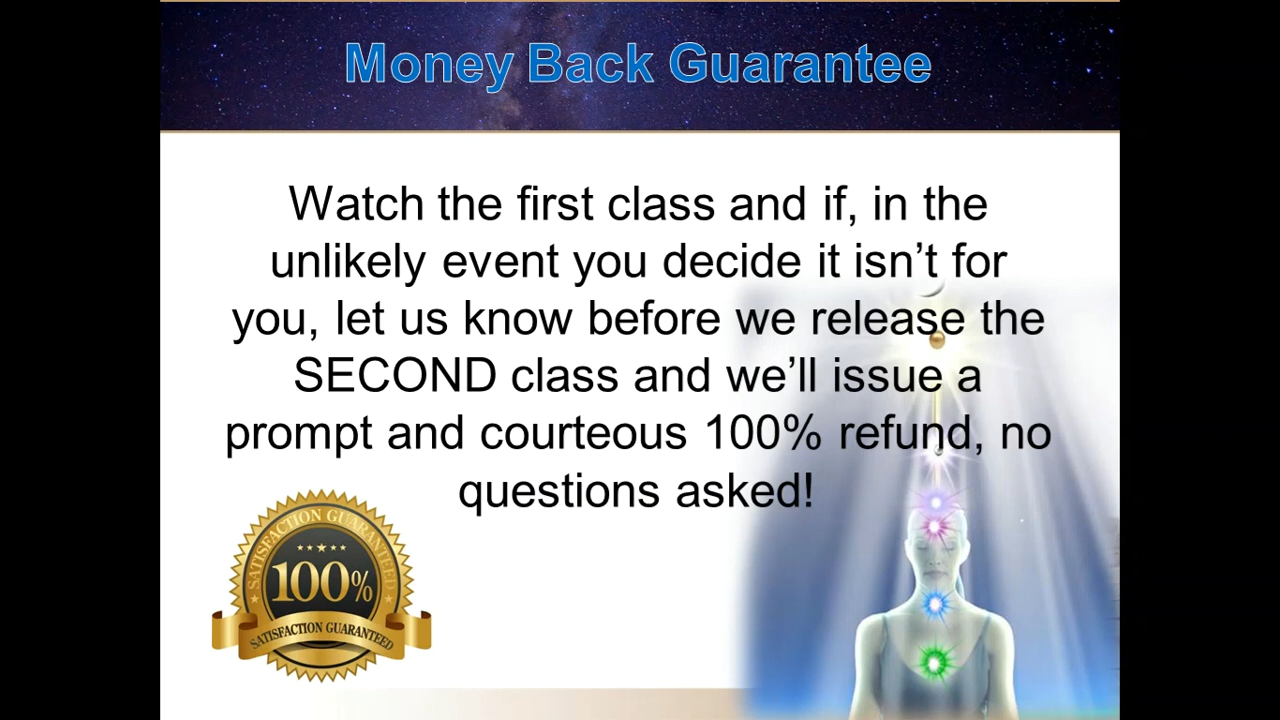 Money Back Guarantee
Watch the first class and if, in the
unlikely event you decide it isn’t for
you, let us know before we release the
SECOND class and we’ll issue a
prompt and courteous 100% refund, no
questions asked!
SATISFACTION GUARANTEED
100%
SATISFACTION GUARANTEED